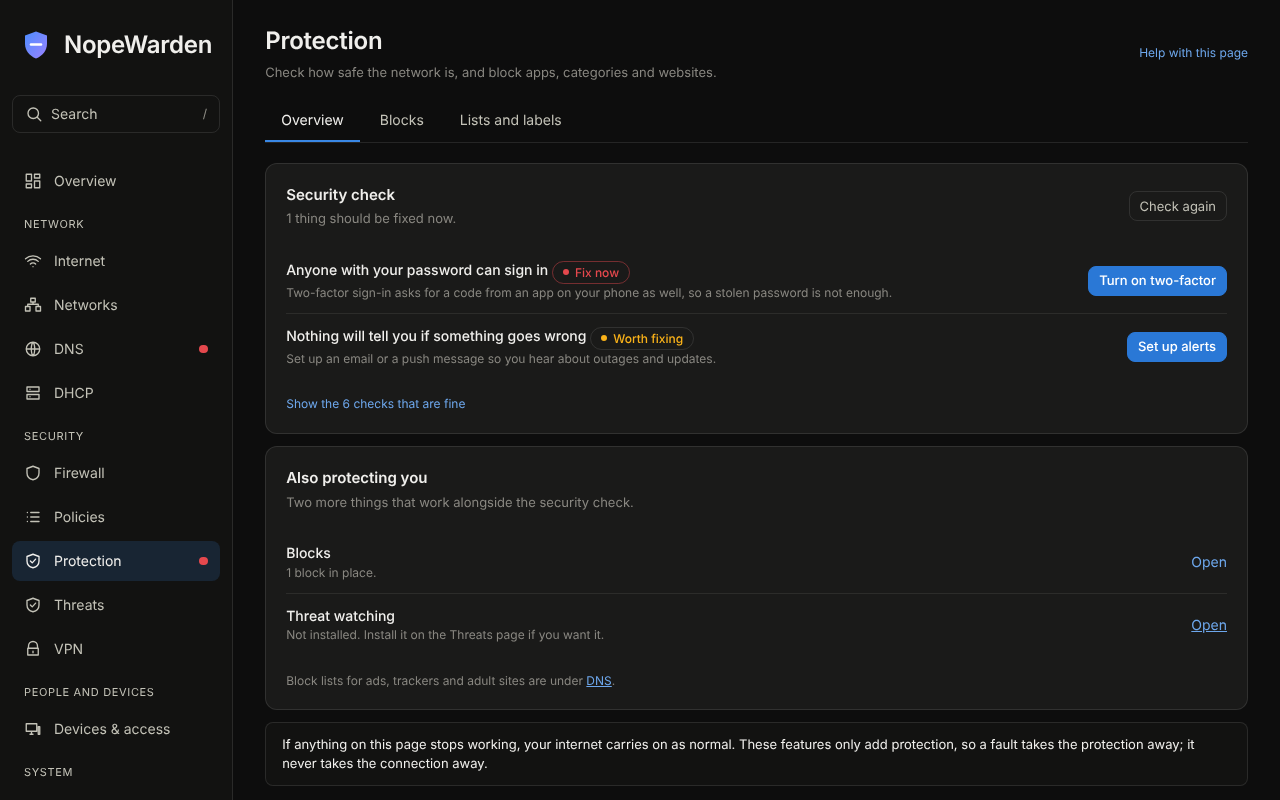 NopeWarden
Search /
Overview
NETWORK
Internet
Networks
DNS
DHCP
SECURITY
Firewall
Policies
Protection
Threats
VPN
PEOPLE AND DEVICES
Devices & access
SYSTEM
Protection
Check how safe the network is, and block apps, categories and websites.
Help with this page
Overview Blocks Lists and labels
Security check
1 thing should be fixed now.
Check again
Anyone with your password can sign in Fix now
Two-factor sign-in asks for a code from an app on your phone as well, so a stolen password is not enough.
Turn on two-factor
Nothing will tell you if something goes wrong Worth fixing
Set up an email or a push message so you hear about outages and updates.
Set up alerts
Show the 6 checks that are fine
Also protecting you
Two more things that work alongside the security check.
Blocks
1 block in place.
Open
Threat watching
Not installed. Install it on the Threats page if you want it.
Open
Block lists for ads, trackers and adult sites are under DNS.
If anything on this page stops working, your internet carries on as normal. These features only add protection, so a fault takes the protection away; it
never takes the connection away.